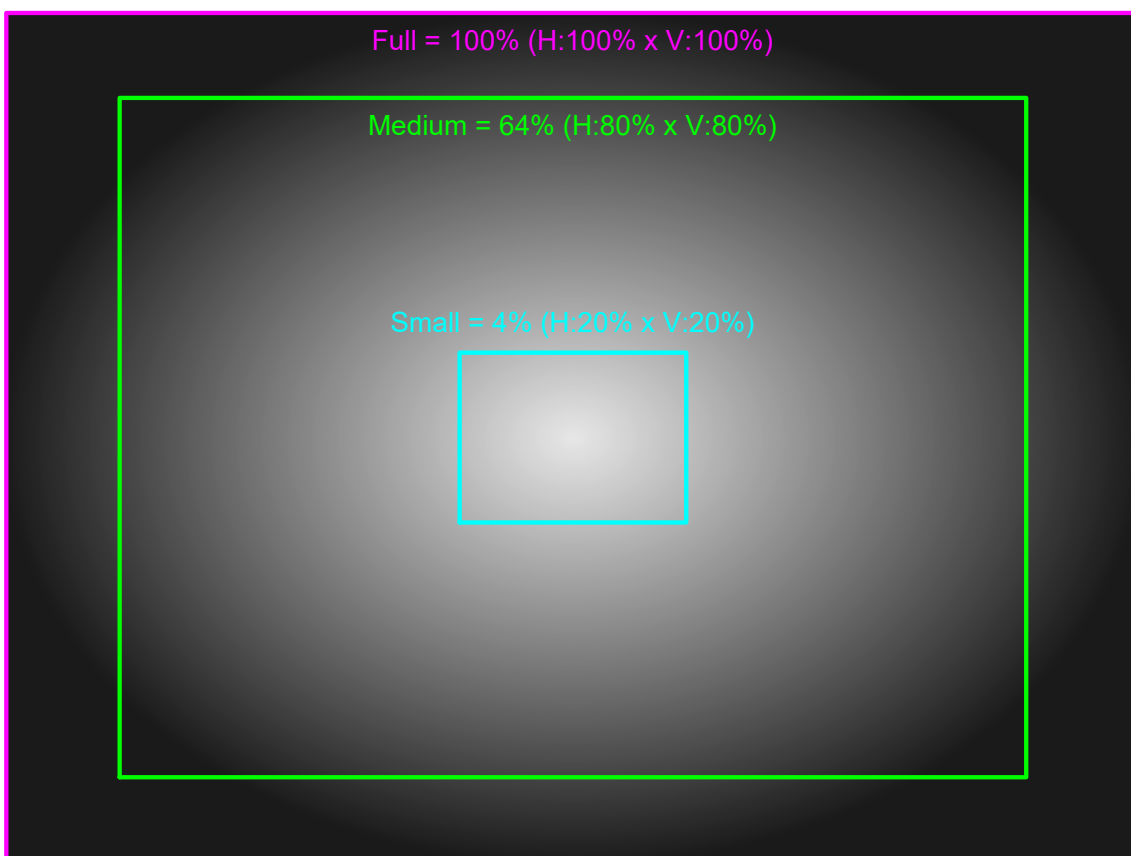 Full = 100% (H:100% x V:100%)
Medium = 64% (H:80% x V:80%)
Small = 4% (H:20% x V:20%)